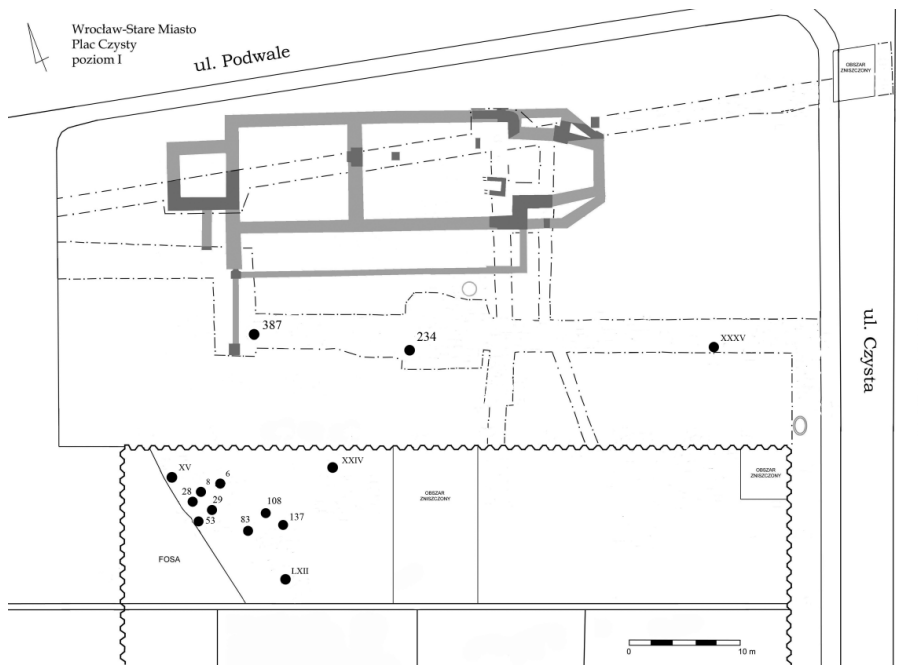 Wrocław-Stare Miasto
Plac Czysty
poziom I
ul. Podwale
OBSZAR
ZNISZCZONY
ul. Czysta
387
234
XXXV
XV
8
6
XXIV
28
29
53
83
108
137
LXII
FOSA
OBSZAR
ZNISZCZONY
OBSZAR
ZNISZCZONY
0
10 m